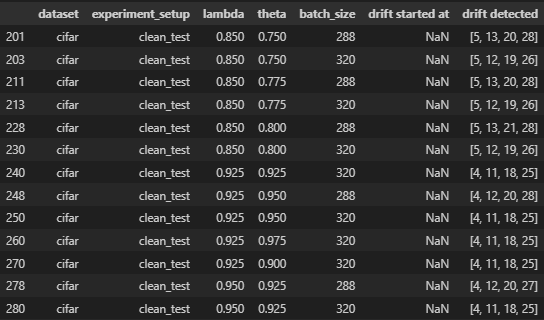 dataset experiment_setup lambda theta batch_size drift started at drift detected
201 cifar clean_test 0.850 0.750 288 NaN [5, 13, 20, 28]
203 cifar clean_test 0.850 0.750 320 NaN [5, 12, 19, 26]
211 cifar clean_test 0.850 0.775 288 NaN [5, 13, 20, 28]
213 cifar clean_test 0.850 0.775 320 NaN [5, 12, 19, 26]
228 cifar clean_test 0.850 0.800 288 NaN [5, 13, 21, 28]
230 cifar clean_test 0.850 0.800 320 NaN [5, 12, 19, 26]
240 cifar clean_test 0.925 0.925 320 NaN [4, 11, 18, 25]
248 cifar clean_test 0.925 0.950 288 NaN [4, 12, 20, 28]
250 cifar clean_test 0.925 0.950 320 NaN [4, 11, 18, 25]
260 cifar clean_test 0.925 0.975 320 NaN [4, 11, 18, 25]
270 cifar clean_test 0.925 0.900 320 NaN [4, 11, 18, 25]
278 cifar clean_test 0.950 0.925 288 NaN [4, 12, 20, 27]
280 cifar clean_test 0.950 0.925 320 NaN [4, 11, 18, 25]